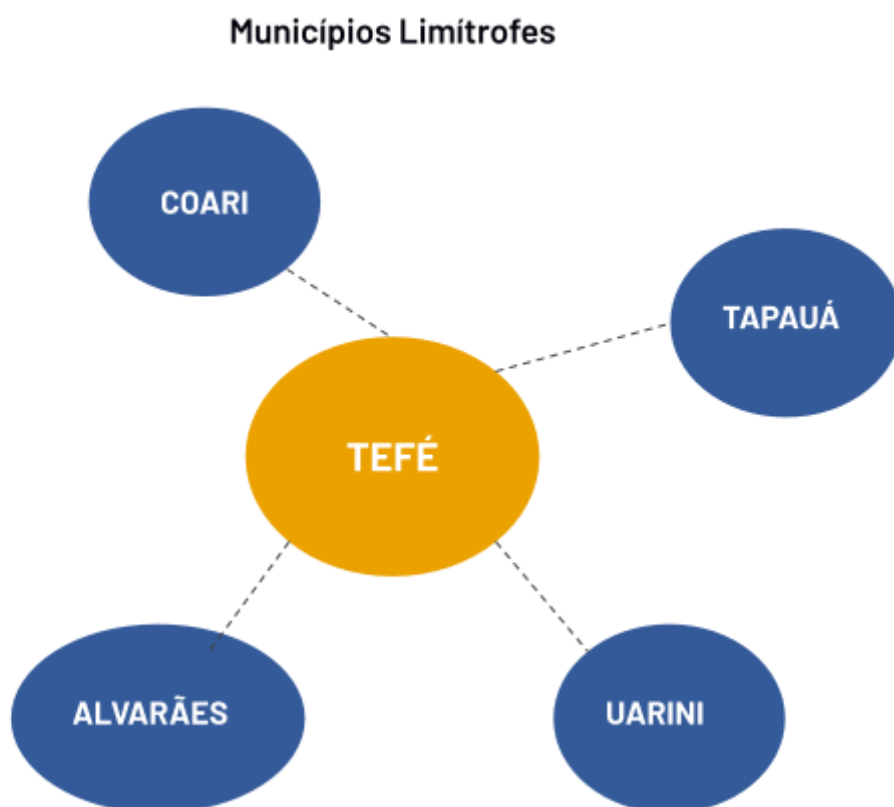 Municípios Limítrofes
COARI
TAPAUÁ
TEFÉ
ALVARÃES
UARINI